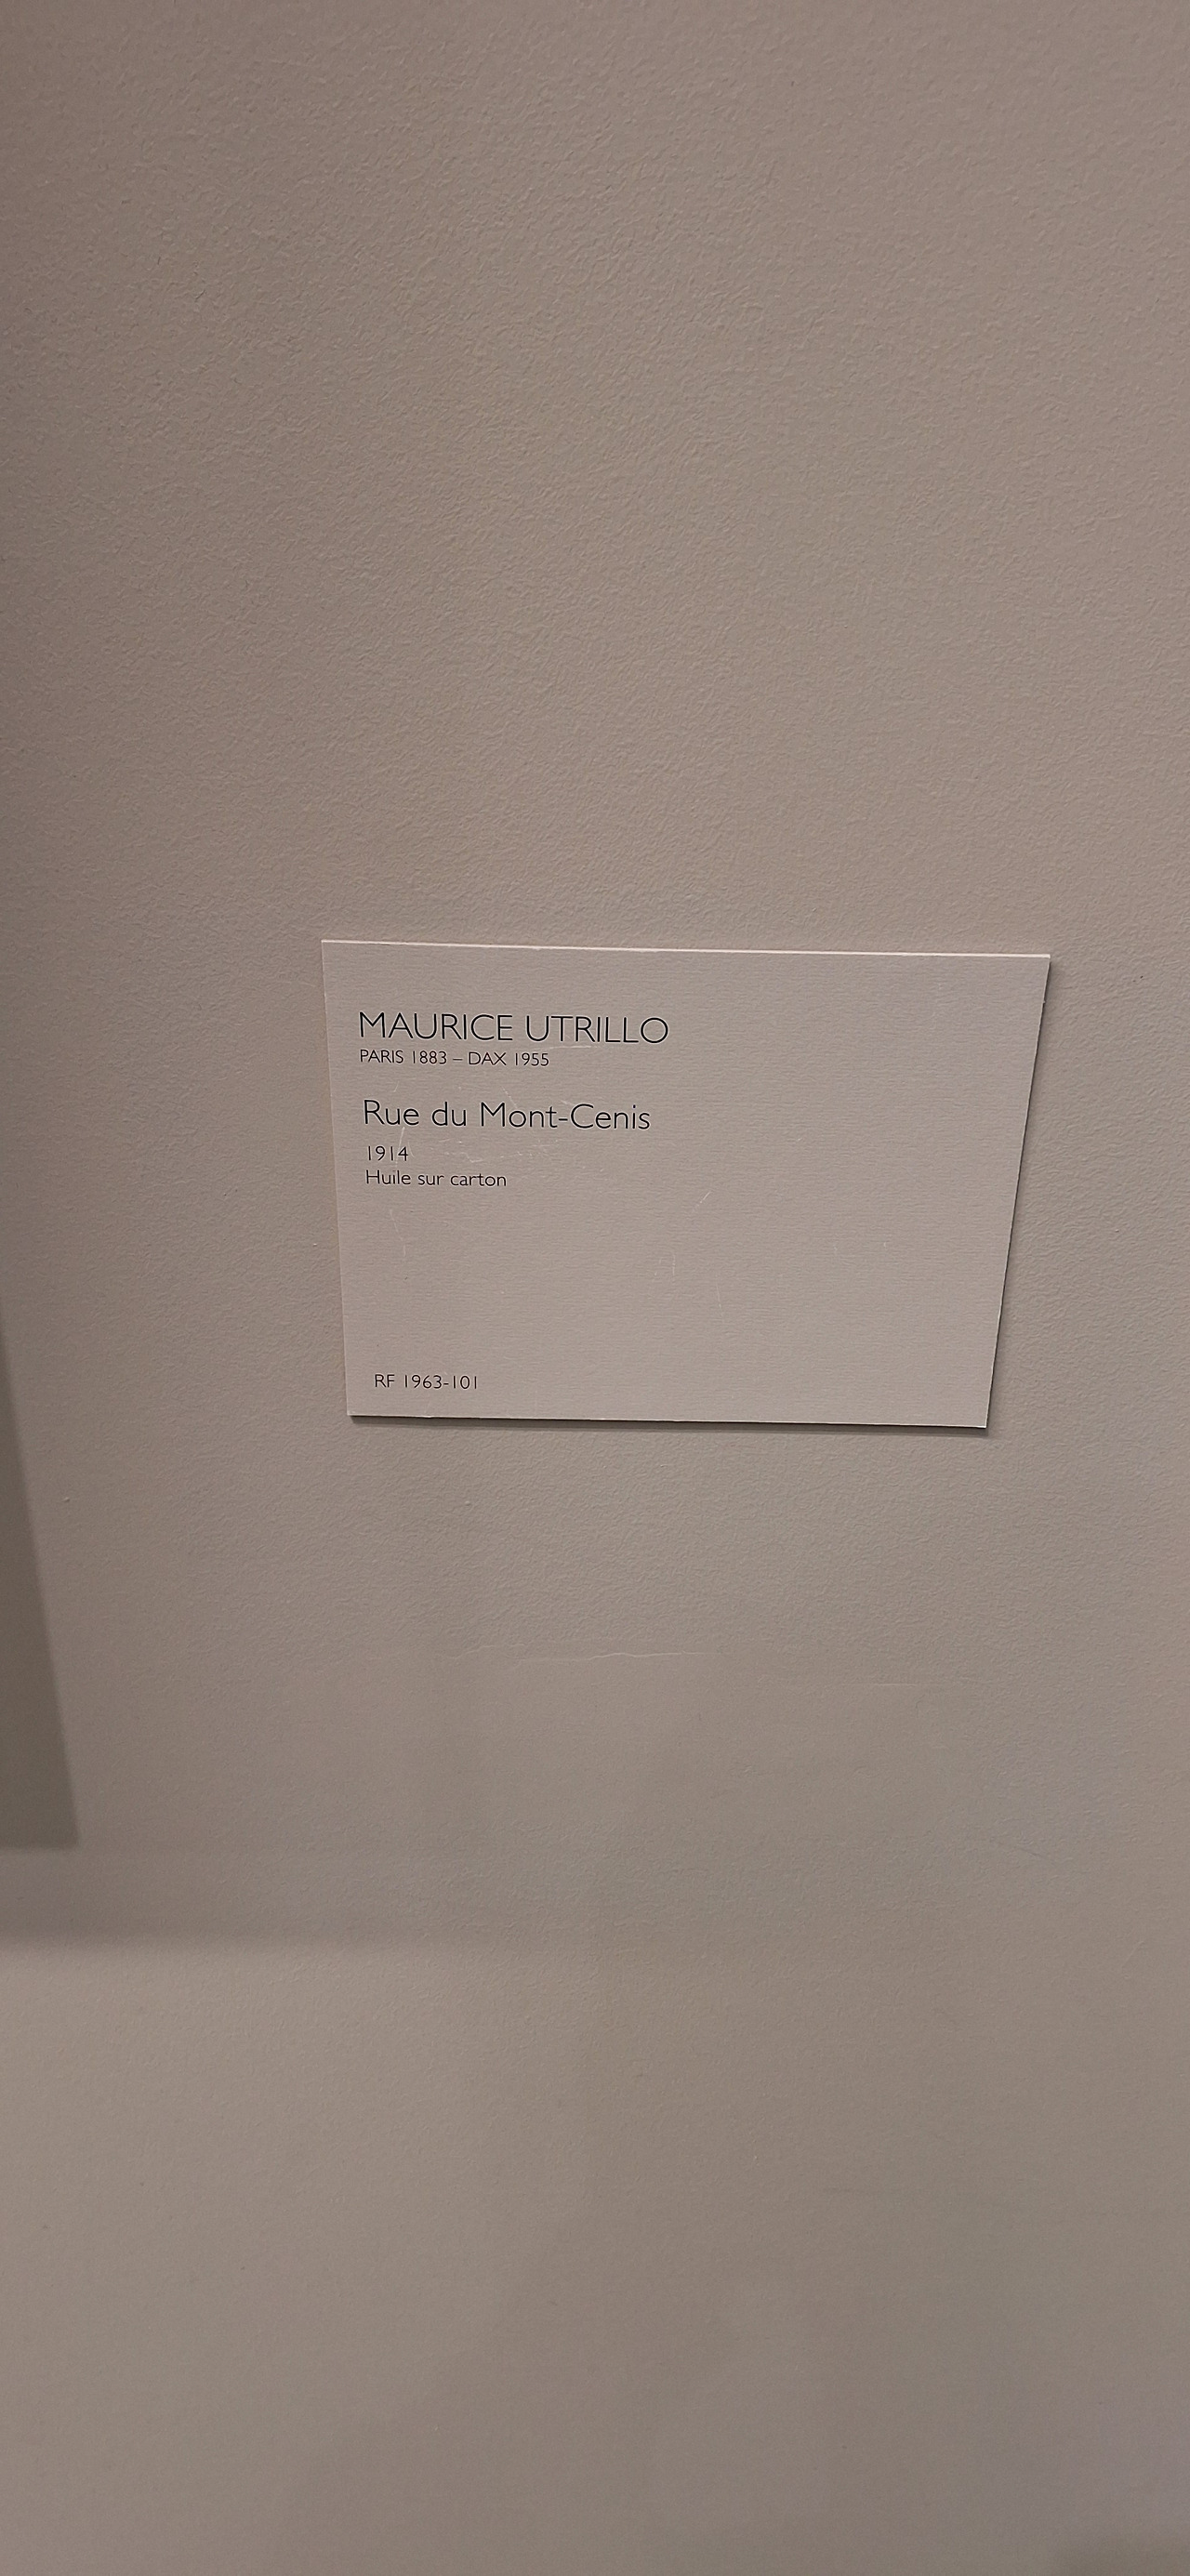 MAURICE UTRILLO
PARIS 1883 – DAX 1955
Rue du Mont-Cenis
1914
Huile sur carton
RF 1963-101